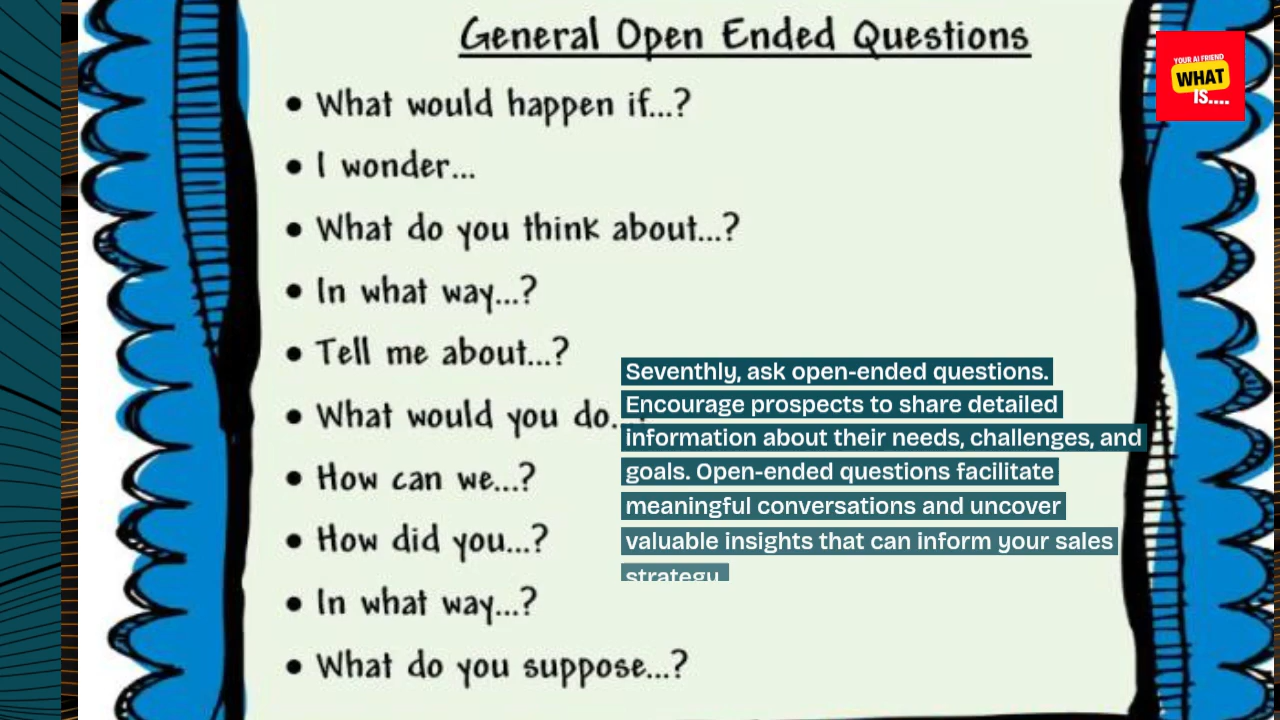 General Open Ended Questions
YOUR AI FRIEND
WHAT
IS....
• What would happen if...?
• I wonder...
• What do you think about...?
• In what way...?
• Tell me about...?
• What would you do..
• How can we...?
• How did you...?
• In what way...?
• What do you suppose...?
Seventhly, ask open-ended questions.
Encourage prospects to share detailed
information about their needs, challenges, and
goals. Open-ended questions facilitate
meaningful conversations and uncover
valuable insights that can inform your sales
strategy.